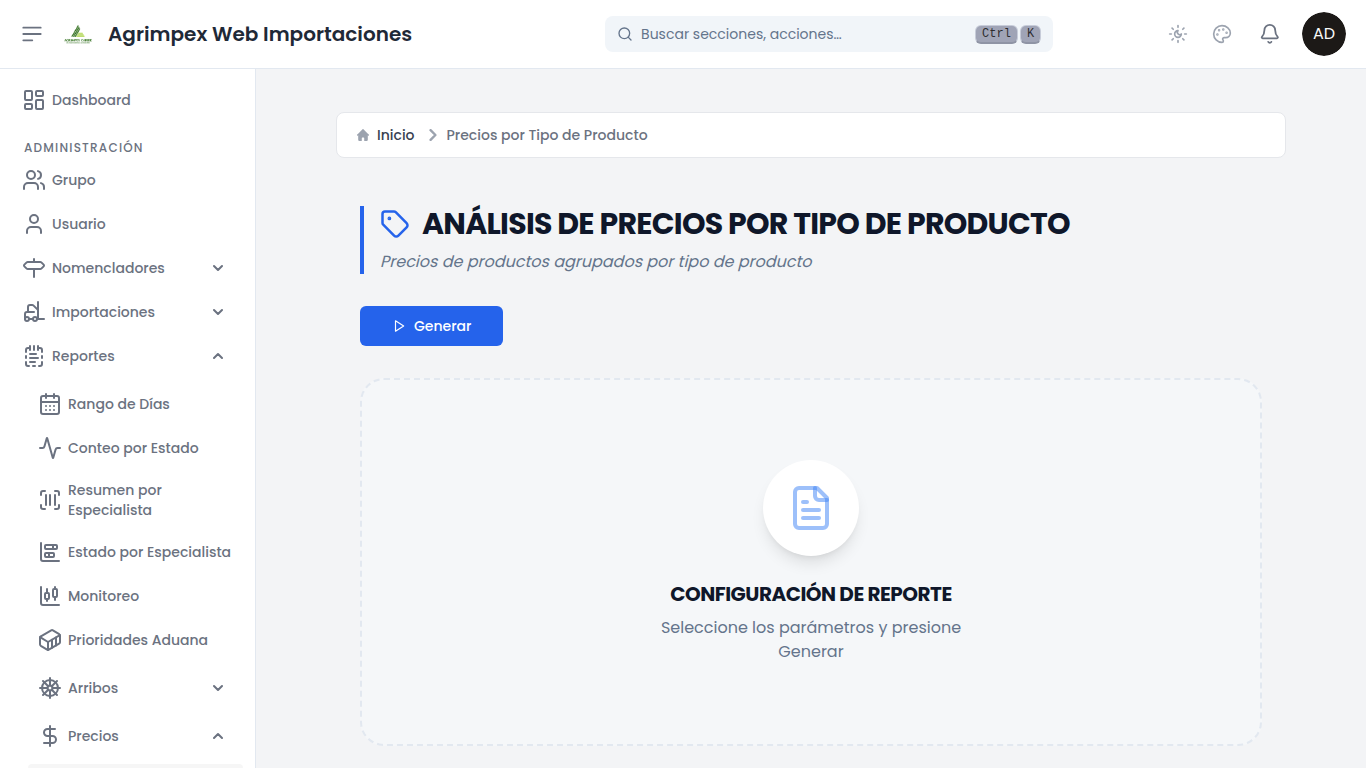 Agrimpex Web Importaciones
Buscar secciones, acciones...
Ctrl K
AD
Dashboard
ADMINISTRACIÓN
Grupo
Usuario
Nomencladores
Importaciones
Reportes
Rango de Días
Conteo por Estado
Resumen por
Especialista
Estado por Especialista
Monitoreo
Prioridades Aduana
Arribos
Precios
Inicio
Precios por Tipo de Producto
ANÁLISIS DE PRECIOS POR TIPO DE PRODUCTO
Precios de productos agrupados por tipo de producto
Generar
CONFIGURACIÓN DE REPORTE
Seleccione los parámetros y presione
Generar